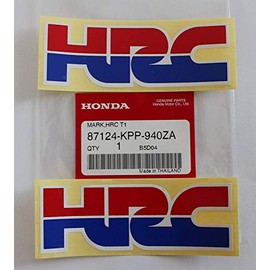 HRC
HONDA
GENUINE PARTS
Honda Motor Co., Ltd.
MARK,HRC T1
87124-KPP-940ZA
QTY 1 B5D04
Made in THAILAND
HRC